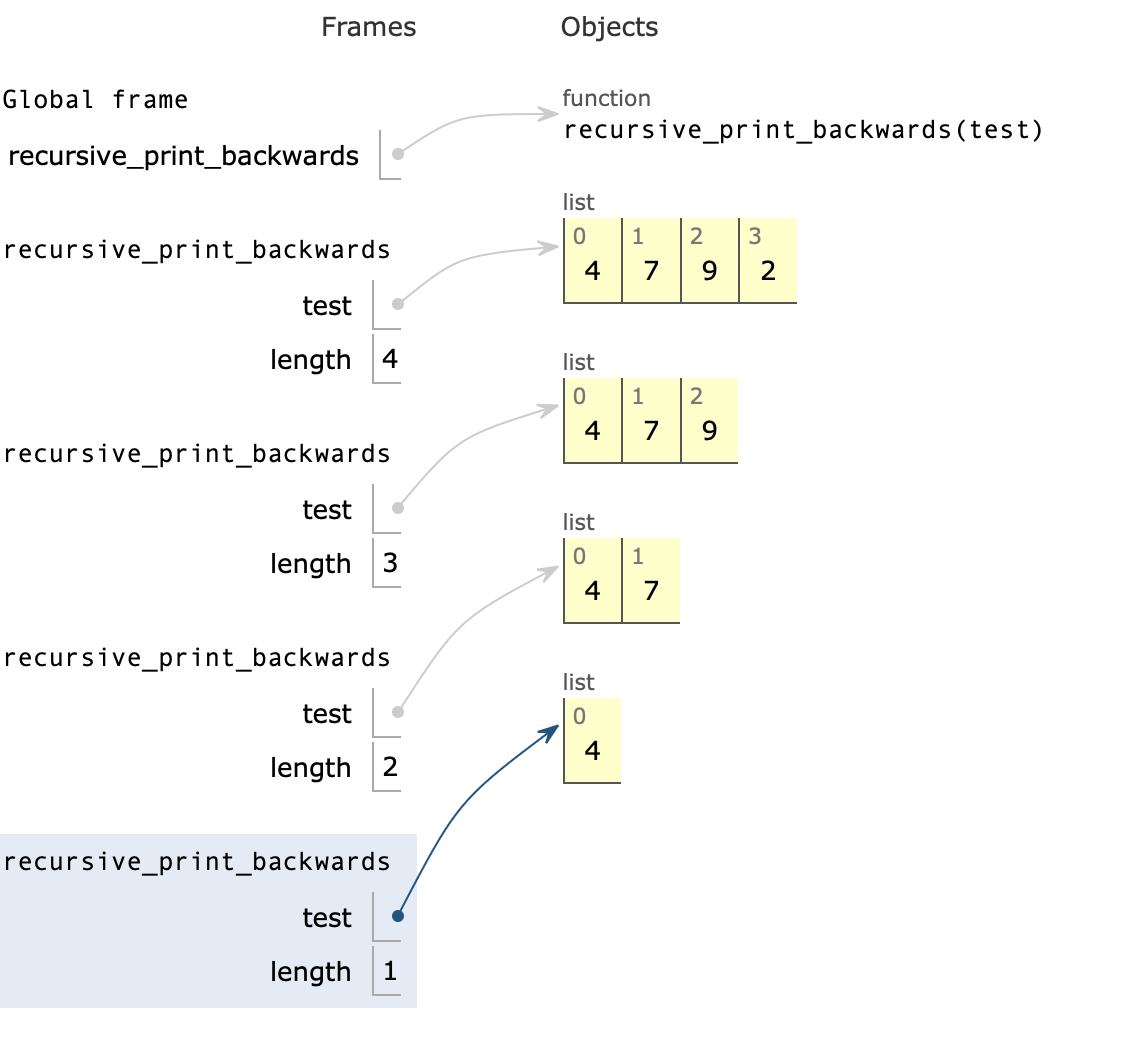 Frames Objects
Global frame
recursive_print_backwards
function
recursive_print_backwards(test)
recursive_print_backwards
test
length 4
list
0 1 2 3
4 7 9 2
recursive_print_backwards
test
length 3
list
0 1 2
4 7 9
recursive_print_backwards
test
length 2
list
0 1
4 7
recursive_print_backwards
test
length 1
list
0
4